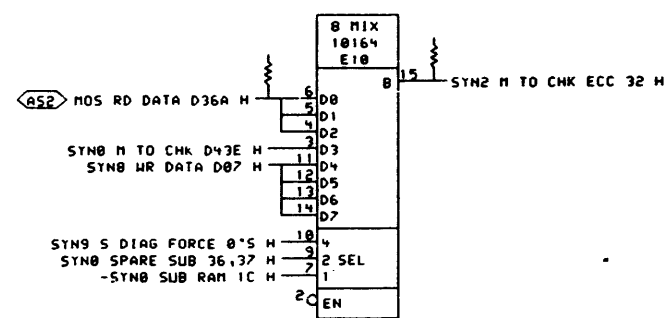 8 MIX
10164
E10
B 15 SYN2 M TO CHK ECC 32 H
AS2 MOS RD DATA D36A H 6 D0
5 D1
4 D2
SYN0 M TO CHK D43E H 3 D3
SYN8 WR DATA D07 H 11 D4
12 D5
13 D6
14 D7
SYN9 S DIAG FORCE 0'S H 10 4
SYN0 SPARE SUB 36,37 H 9 2 SEL
-SYN0 SUB RAM 1C H 7 1
2 EN